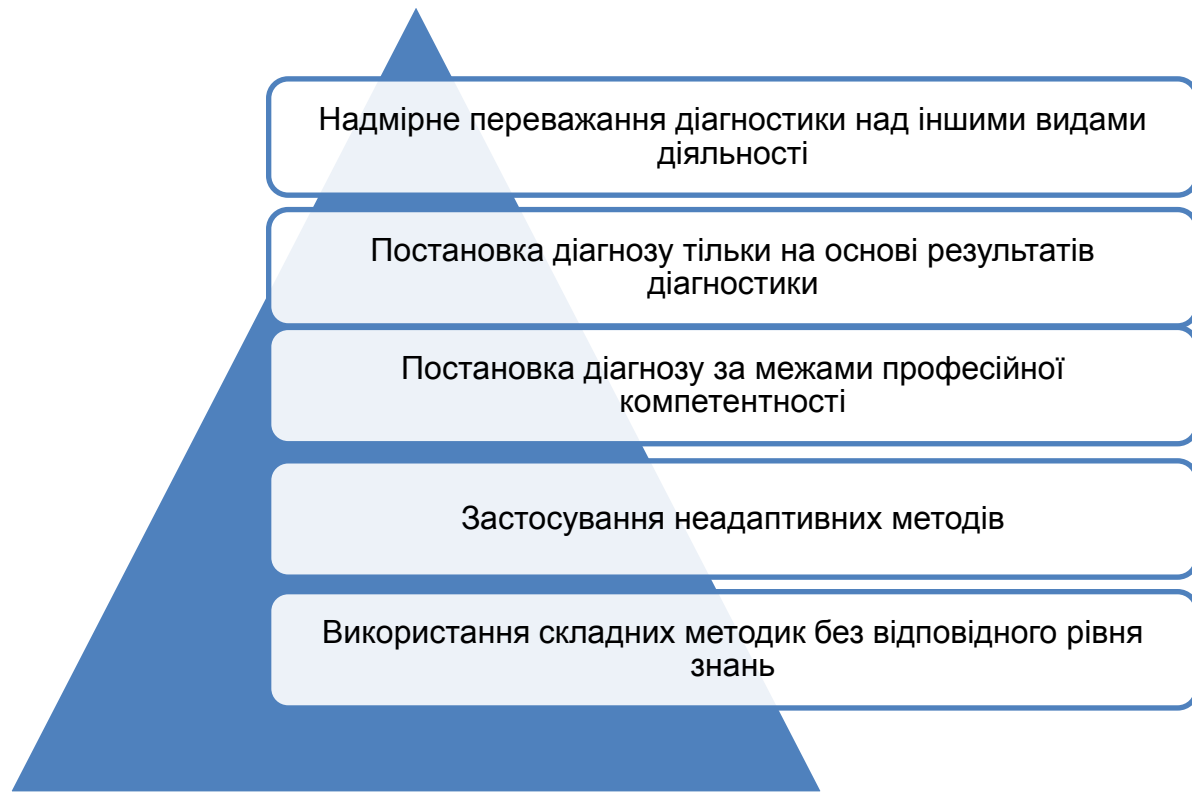 Надмірне переважання діагностики над іншими видами
діяльності
Постановка діагнозу тільки на основі результатів
діагностики
Постановка діагнозу за межами професійної
компетентності
Застосування неадаптивних методів
Використання складних методик без відповідного рівня
знань